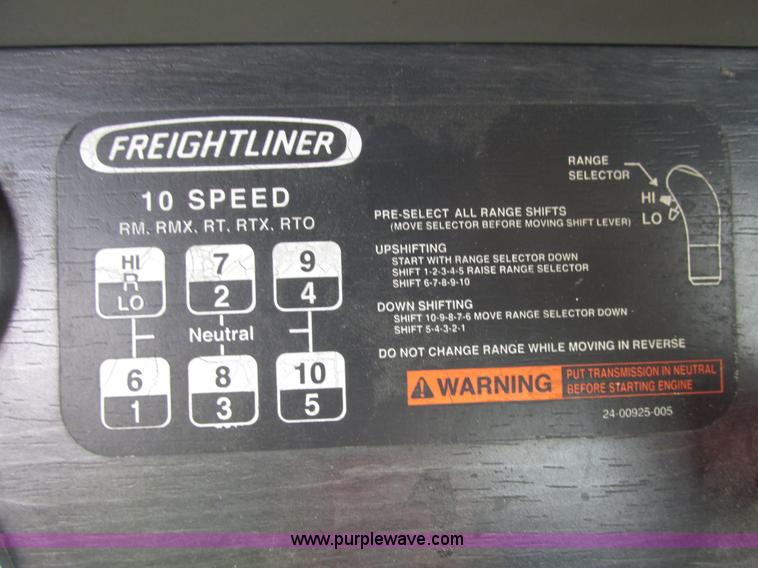 FREIGHTLINER
10 SPEED
RM, RMX, RT, RTX, RTO
HI
R
LO
7
2
9
4
Neutral
6
1
8
3
10
5
RANGE
SELECTOR
HI
LO
PRE-SELECT ALL RANGE SHIFTS
(MOVE SELECTOR BEFORE MOVING SHIFT LEVER)
UPSHIFTING
START WITH RANGE SELECTOR DOWN
SHIFT 1-2-3-4-5 RAISE RANGE SELECTOR
SHIFT 6-7-8-9-10
DOWN SHIFTING
SHIFT 10-9-8-7-6 MOVE RANGE SELECTOR DOWN
SHIFT 5-4-3-2-1
DO NOT CHANGE RANGE WHILE MOVING IN REVERSE
WARNING
PUT TRANSMISSION IN NEUTRAL
BEFORE STARTING ENGINE
24-00925-005
www.purplewave.com